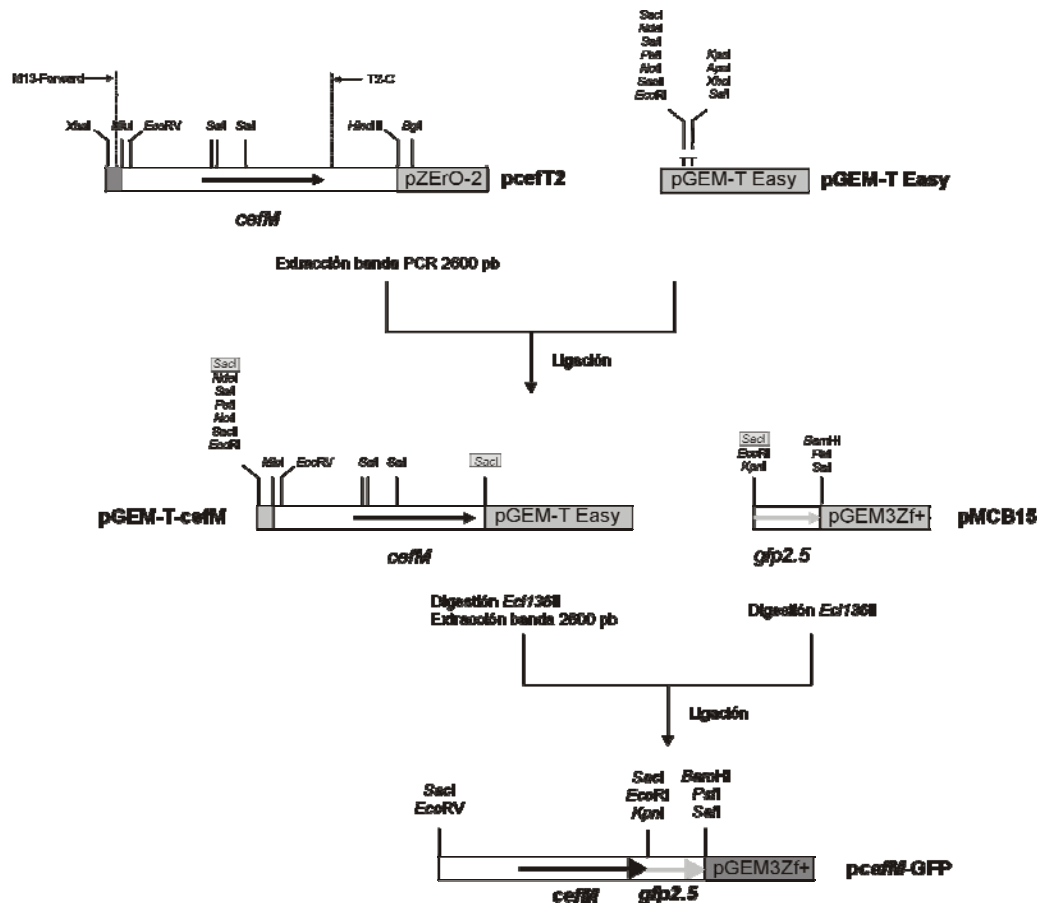 SacI
NdeI
SalI
PstI
NotI
SacII
EcoRI
KpnI
ApaI
XhoI
SalI
M13-Forward
T2-C
XbaI
MluI
EcoRV
SalI
SalI
HindIII
BglI
pZErO-2
pcefT2
pGEM-T Easy
pGEM-T Easy
cefM
Extracción banda PCR 2600 pb
Ligación
SacI
NdeI
SalI
PstI
NotI
SacII
EcoRI
MluI
EcoRV
SalI
SalI
SacI
SacI
EcoRI
KpnI
BamHI
PstI
SalI
pGEM-T-cefM
pGEM-T Easy
pGEM3Zf+
pMCB15
cefM
gfp2.5
Digestión Ecl136II
Extracción banda 2600 pb
Digestión Ecl136II
Ligación
SacI
EcoRV
SacI
EcoRI
KpnI
BamHI
PstI
SalI
pGEM3Zf+
pcefM-GFP
cefM
gfp2.5